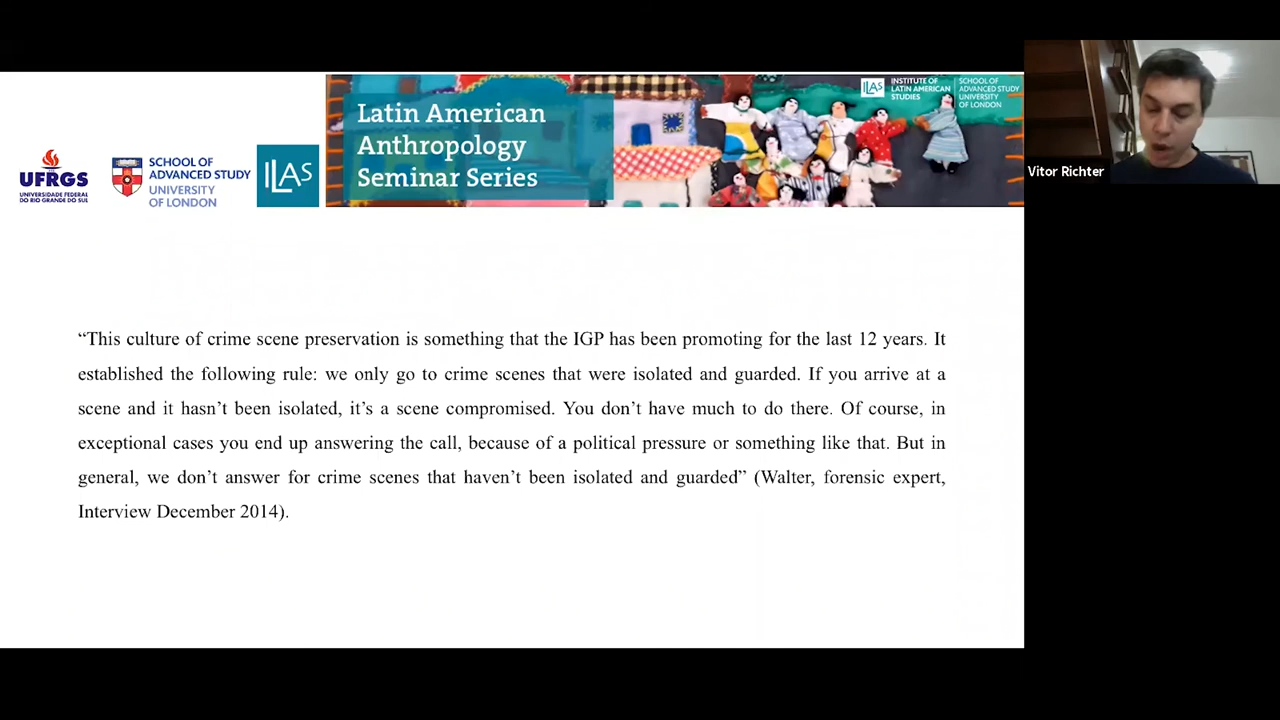 UFRGS
UNIVERSIDADE FEDERAL
DO RIO GRANDE DO SUL
SCHOOL OF
ADVANCED STUDY
UNIVERSITY
OF LONDON
ILAS
Latin American
Anthropology
Seminar Series
ILAS
INSTITUTE OF
LATIN AMERICAN
STUDIES
SCHOOL OF
ADVANCED STUDY
UNIVERSITY
OF LONDON
Vitor Richter
“This culture of crime scene preservation is something that the IGP has been promoting for the last 12 years. It
established the following rule: we only go to crime scenes that were isolated and guarded. If you arrive at a
scene and it hasn’t been isolated, it’s a scene compromised. You don’t have much to do there. Of course, in
exceptional cases you end up answering the call, because of a political pressure or something like that. But in
general, we don’t answer for crime scenes that haven’t been isolated and guarded” (Walter, forensic expert,
Interview December 2014).